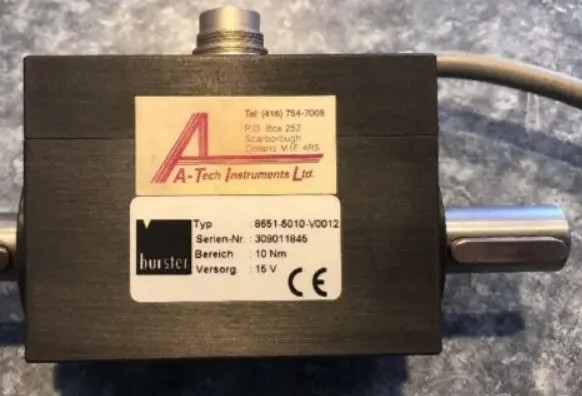 Tel: (416) 754-7008
P.O. Box 252
Scarborough
Ontario M1E 4R5
A-Tech Instruments Ltd.
burster
Typ : 8651-5010-V0012
Serien-Nr. : 309011845
Bereich : 10 Nm
Versorg : 15 V
CE